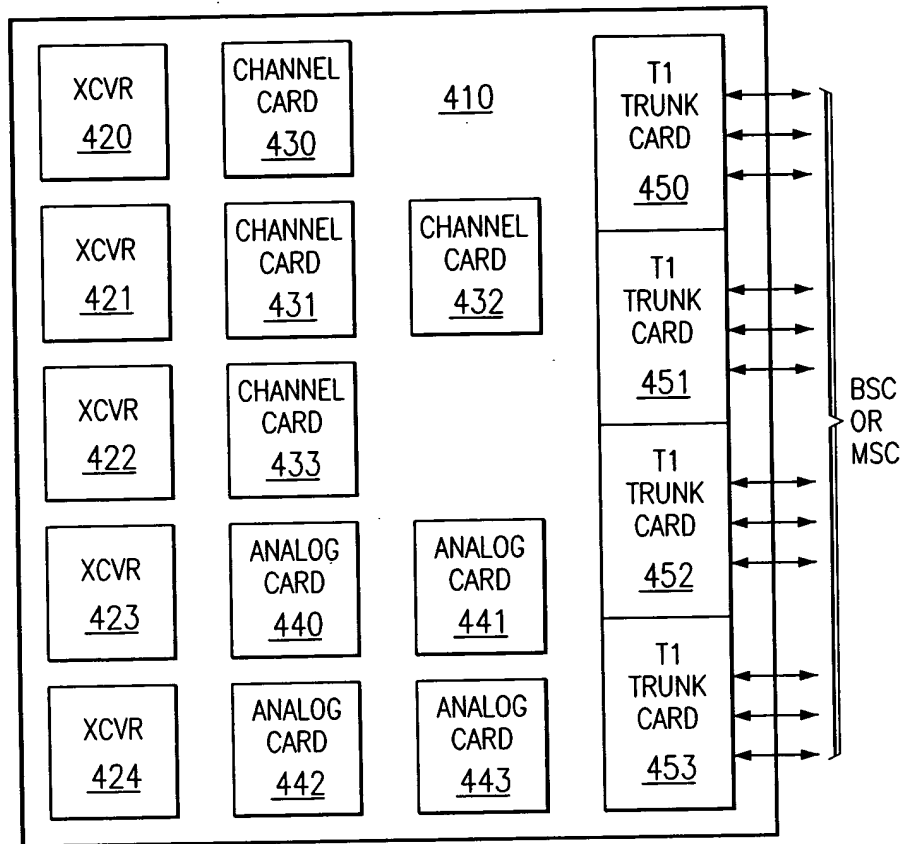 XCVR
420
CHANNEL
CARD
430
410
T1
TRUNK
CARD
450
XCVR
421
CHANNEL
CARD
431
CHANNEL
CARD
432
T1
TRUNK
CARD
451
XCVR
422
CHANNEL
CARD
433
T1
TRUNK
CARD
452
BSC
OR
MSC
XCVR
423
ANALOG
CARD
440
ANALOG
CARD
441
XCVR
424
ANALOG
CARD
442
ANALOG
CARD
443
T1
TRUNK
CARD
453